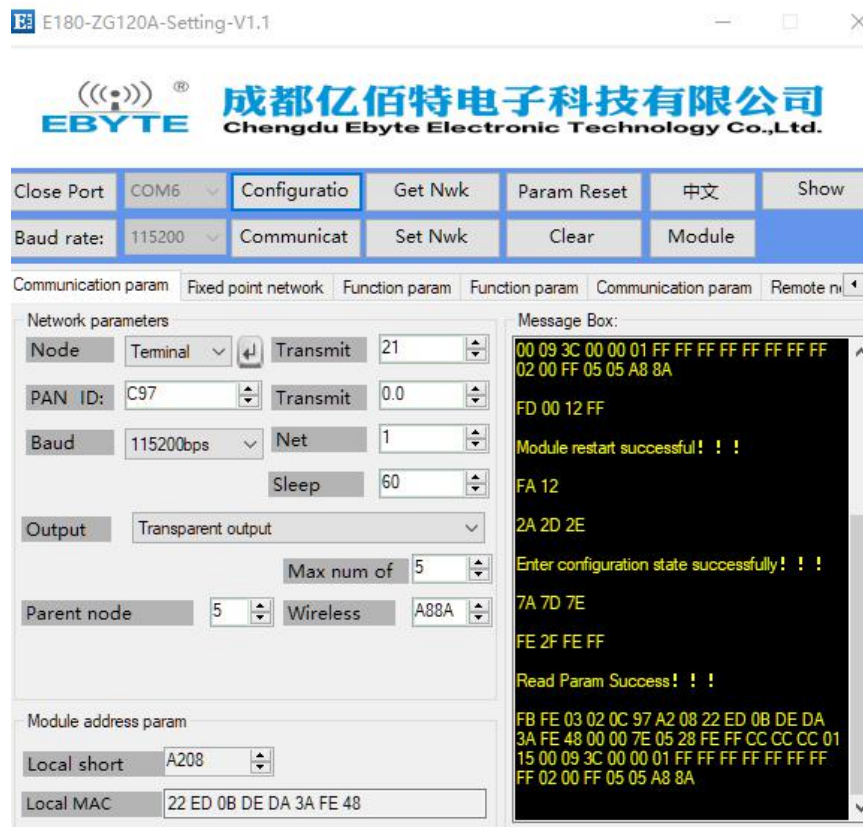 E180-ZG120A-Setting-V1.1
((( ))) ®
EBYTE
成都亿佰特电子科技有限公司
Chengdu Ebyte Electronic Technology Co.,Ltd.
Close Port COM6 Configuratio Get Nwk Param Reset 中文 Show
Baud rate: 115200 Communicat Set Nwk Clear Module
Communication param Fixed point network Function param Function param Communication param Remote n
Network parameters
Node Terminal Transmit 21
PAN ID: C97 Transmit 0.0
Baud 115200bps Net 1
Sleep 60
Output Transparent output
Max num of 5
Parent node 5 Wireless A88A
Module address param
Local short A208
Local MAC 22 ED 0B DE DA 3A FE 48
Message Box:
00 09 3C 00 00 01 FF FF FF FF FF FF FF FF
02 00 FF 05 05 A8 8A
FD 00 12 FF
Module restart successful！！！
FA 12
2A 2D 2E
Enter configuration state successfully！！！
7A 7D 7E
FE 2F FE FF
Read Param Success！！！
FB FE 03 02 0C 97 A2 08 22 ED 0B DE DA
3A FE 48 00 00 7E 05 28 FE FF CC CC CC 01
15 00 09 3C 00 00 01 FF FF FF FF FF FF FF
FF 02 00 FF 05 05 A8 8A